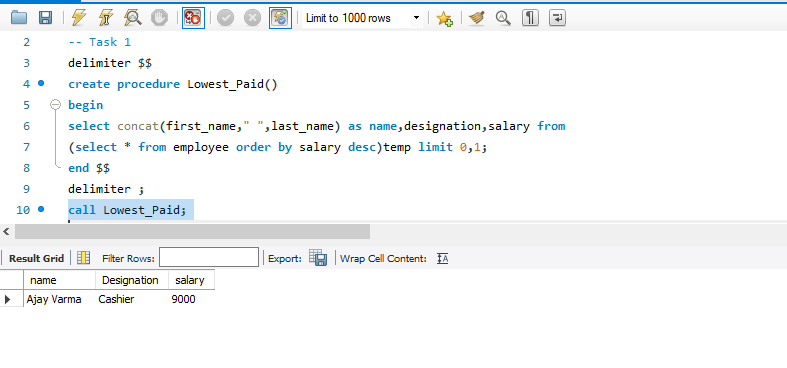 Limit to 1000 rows
2 -- Task 1
3 delimiter $$
4 create procedure Lowest_Paid()
5 begin
6 select concat(first_name," ",last_name) as name,designation,salary from
7 (select * from employee order by salary desc)temp limit 0,1;
8 end $$
9 delimiter ;
10 call Lowest_Paid;
Result Grid Filter Rows: Export: Wrap Cell Content:
name Designation salary
Ajay Varma Cashier 9000